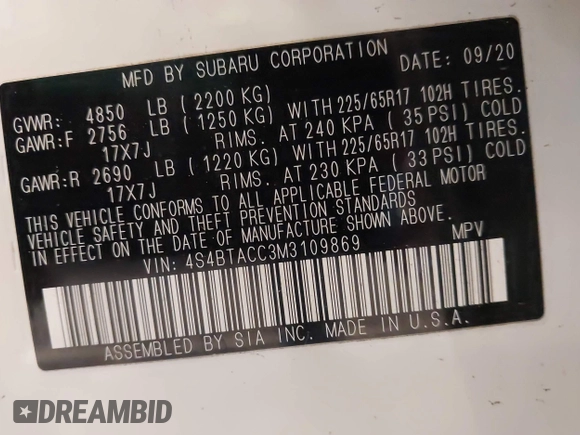 MFD BY SUBARU CORPORATION DATE: 09/20
GVWR: 4850 LB (2200 KG)
GAWR:F 2756 LB (1250 KG) WITH 225/65R17 102H TIRES.
17X7J RIMS. AT 240 KPA (35 PSI) COLD
GAWR:R 2690 LB (1220 KG) WITH 225/65R17 102H TIRES.
17X7J RIMS. AT 230 KPA (33 PSI) COLD
THIS VEHICLE CONFORMS TO ALL APPLICABLE FEDERAL MOTOR
VEHICLE SAFETY AND THEFT PREVENTION STANDARDS
IN EFFECT ON THE DATE OF MANUFACTURE SHOWN ABOVE.
VIN: 4S4BTACC3M3109869 MPV
ASSEMBLED BY SIA INC. MADE IN U.S.A.
DREAMBID